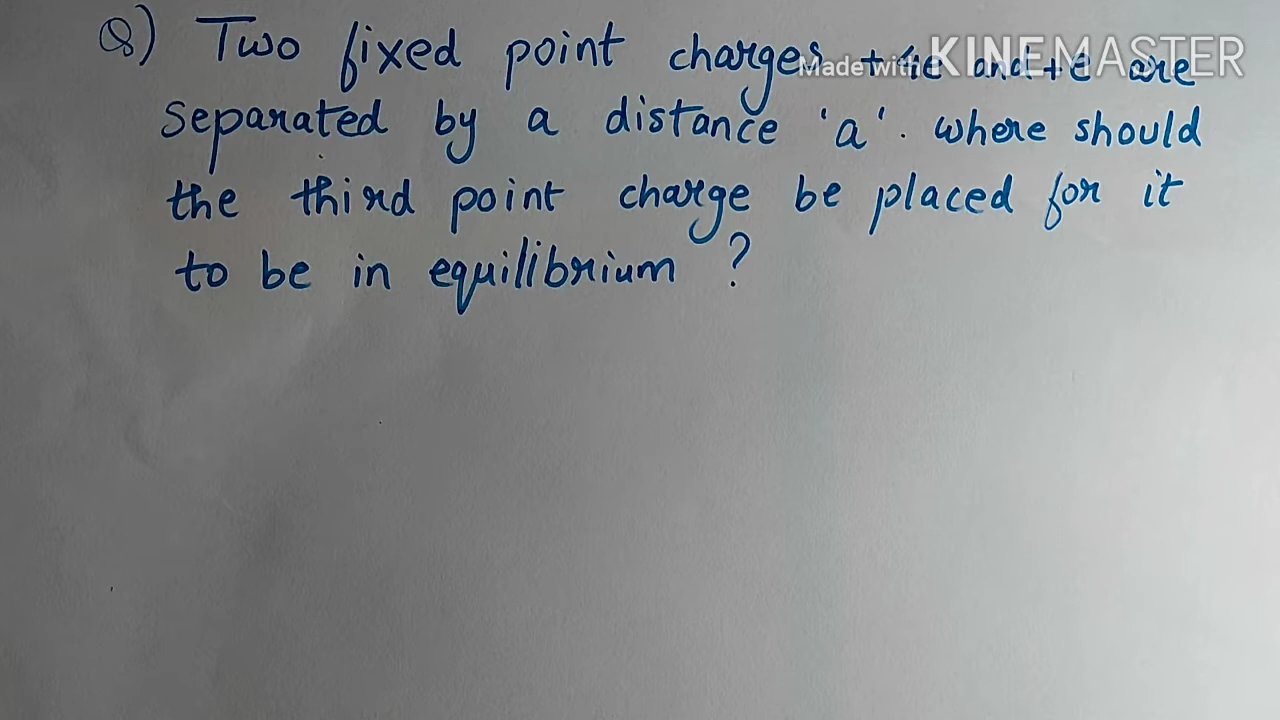 Q) Two fixed point charges +4e and +e are
Made with KINEMASTER
separated by a distance 'a'. where should
the third point charge be placed for it
to be in equilibrium ?